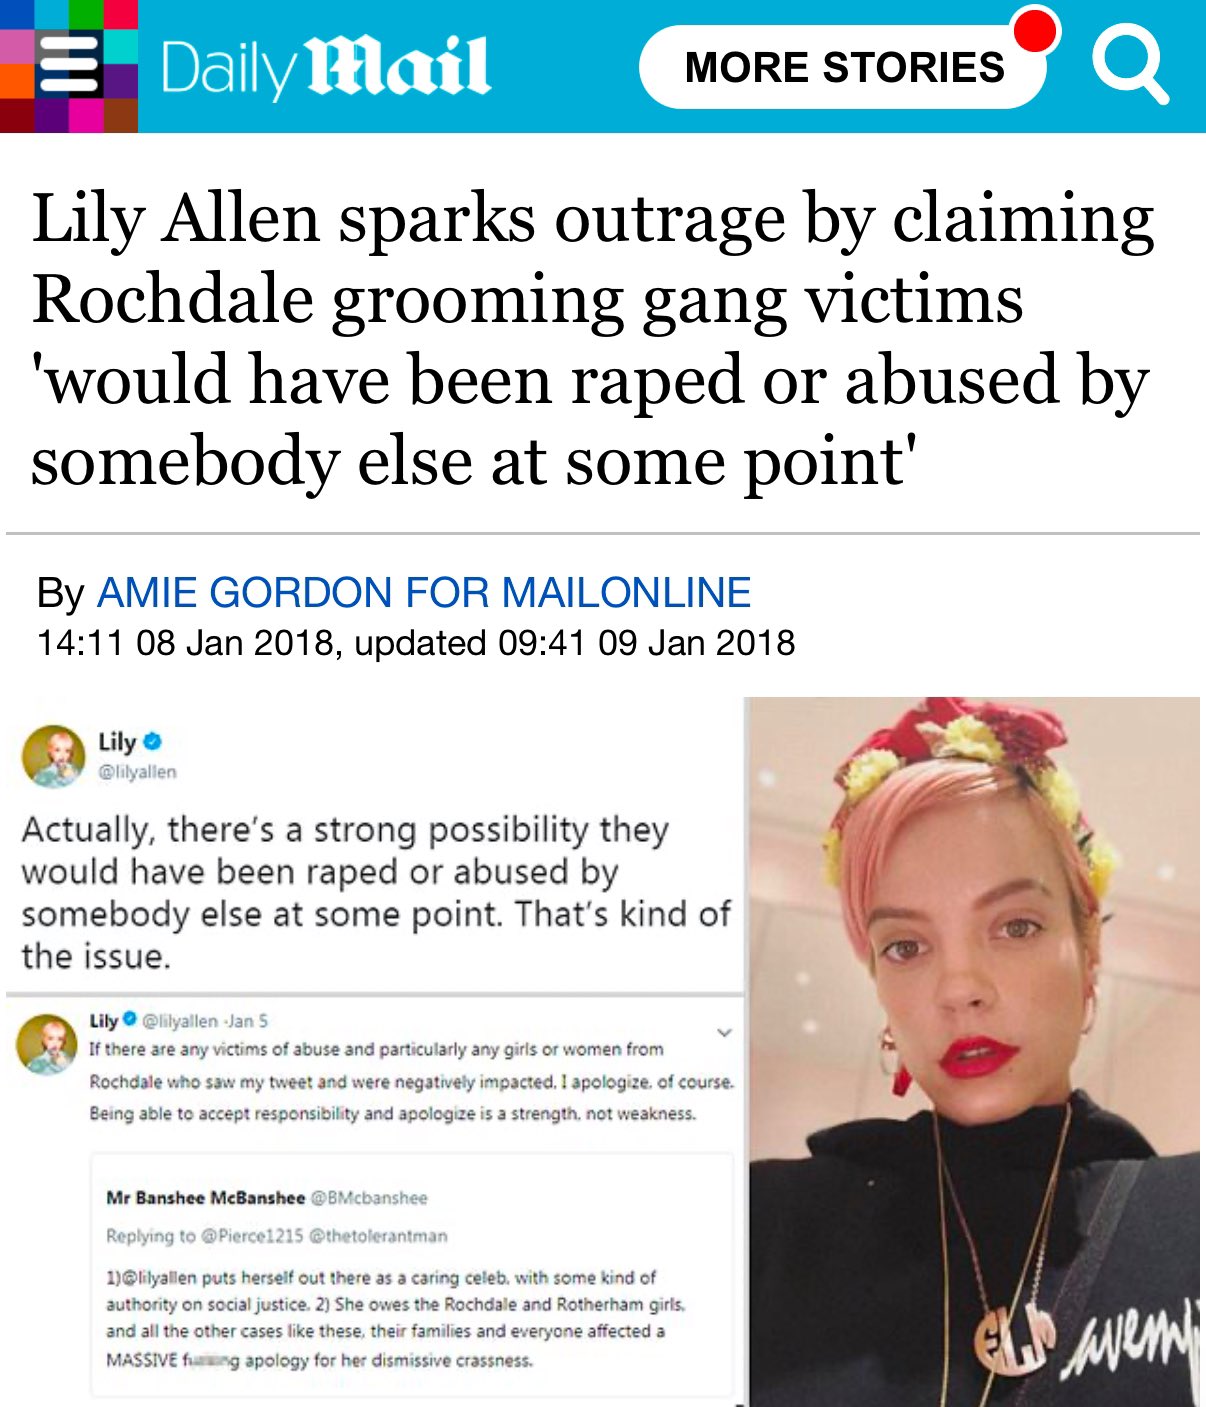 Daily Mail
MORE STORIES
Lily Allen sparks outrage by claiming
Rochdale grooming gang victims
'would have been raped or abused by
somebody else at some point'
By AMIE GORDON FOR MAILONLINE
14:11 08 Jan 2018, updated 09:41 09 Jan 2018
Lily
@lilyallen
Actually, there's a strong possibility they
would have been raped or abused by
somebody else at some point. That's kind of
the issue.
Lily @lilyallen · Jan 5
If there are any victims of abuse and particularly any girls or women from
Rochdale who saw my tweet and were negatively impacted, I apologize, of course.
Being able to accept responsibility and apologize is a strength, not weakness.
Mr Banshee McBanshee @BMcbanshee
Replying to @Pierce1215 @thetolerantman
1)@lilyallen puts herself out there as a caring celeb, with some kind of
authority on social justice. 2) She owes the Rochdale and Rotherham girls,
and all the other cases like these, their families and everyone affected a
MASSIVE apology for her dismissive crassness.